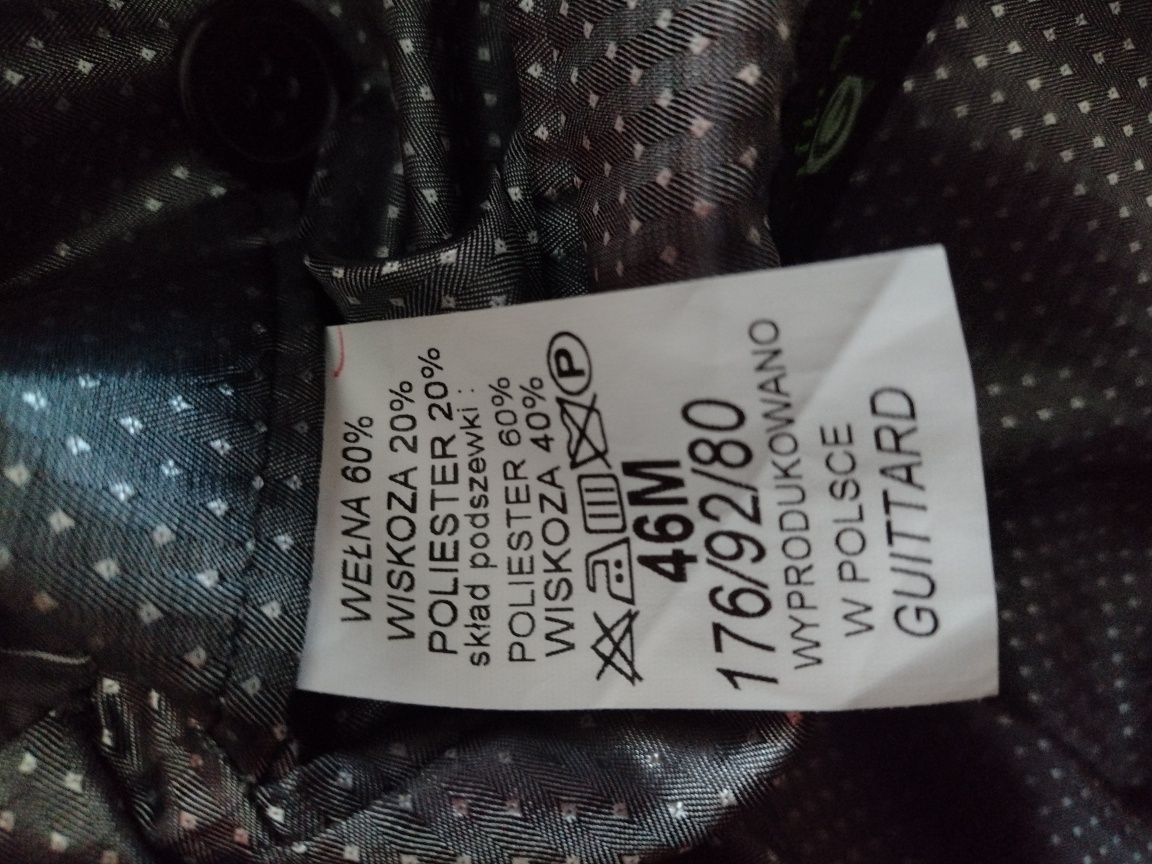 WEŁNA 60%
WISKOZA 20%
POLIESTER 20%
skład podszewki :
POLIESTER 60%
WISKOZA 40%
P
46M
176/92/80
WYPRODUKOWANO
W POLSCE
GUITTARD